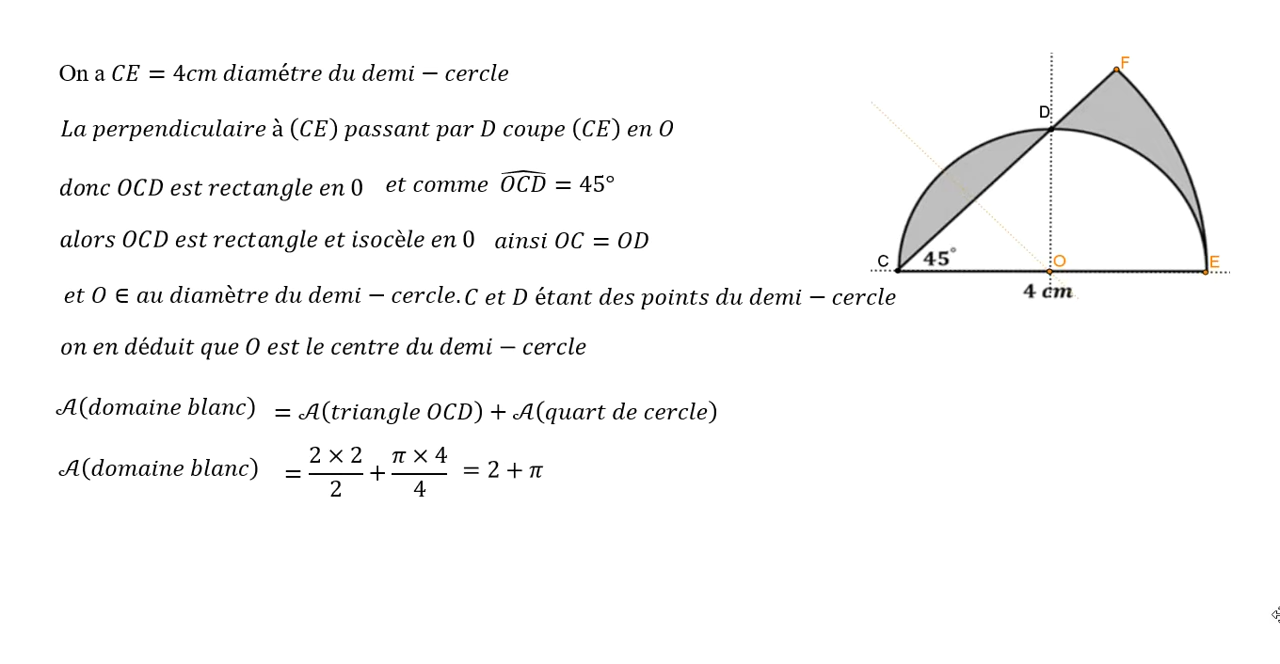 On a CE = 4cm diamétre du demi − cercle
La perpendiculaire à (CE) passant par D coupe (CE) en O
donc OCD est rectangle en 0 et comme \widehat{OCD} = 45°
alors OCD est rectangle et isocèle en 0 ainsi OC = OD
et O ∈ au diamètre du demi − cercle. C et D étant des points du demi − cercle
on en déduit que O est le centre du demi − cercle
𝒜(domaine blanc) = 𝒜(triangle OCD) + 𝒜(quart de cercle)
𝒜(domaine blanc) = \frac{2 × 2}{2} + \frac{π × 4}{4} = 2 + π
F
D
C
45°
O
E
4 cm